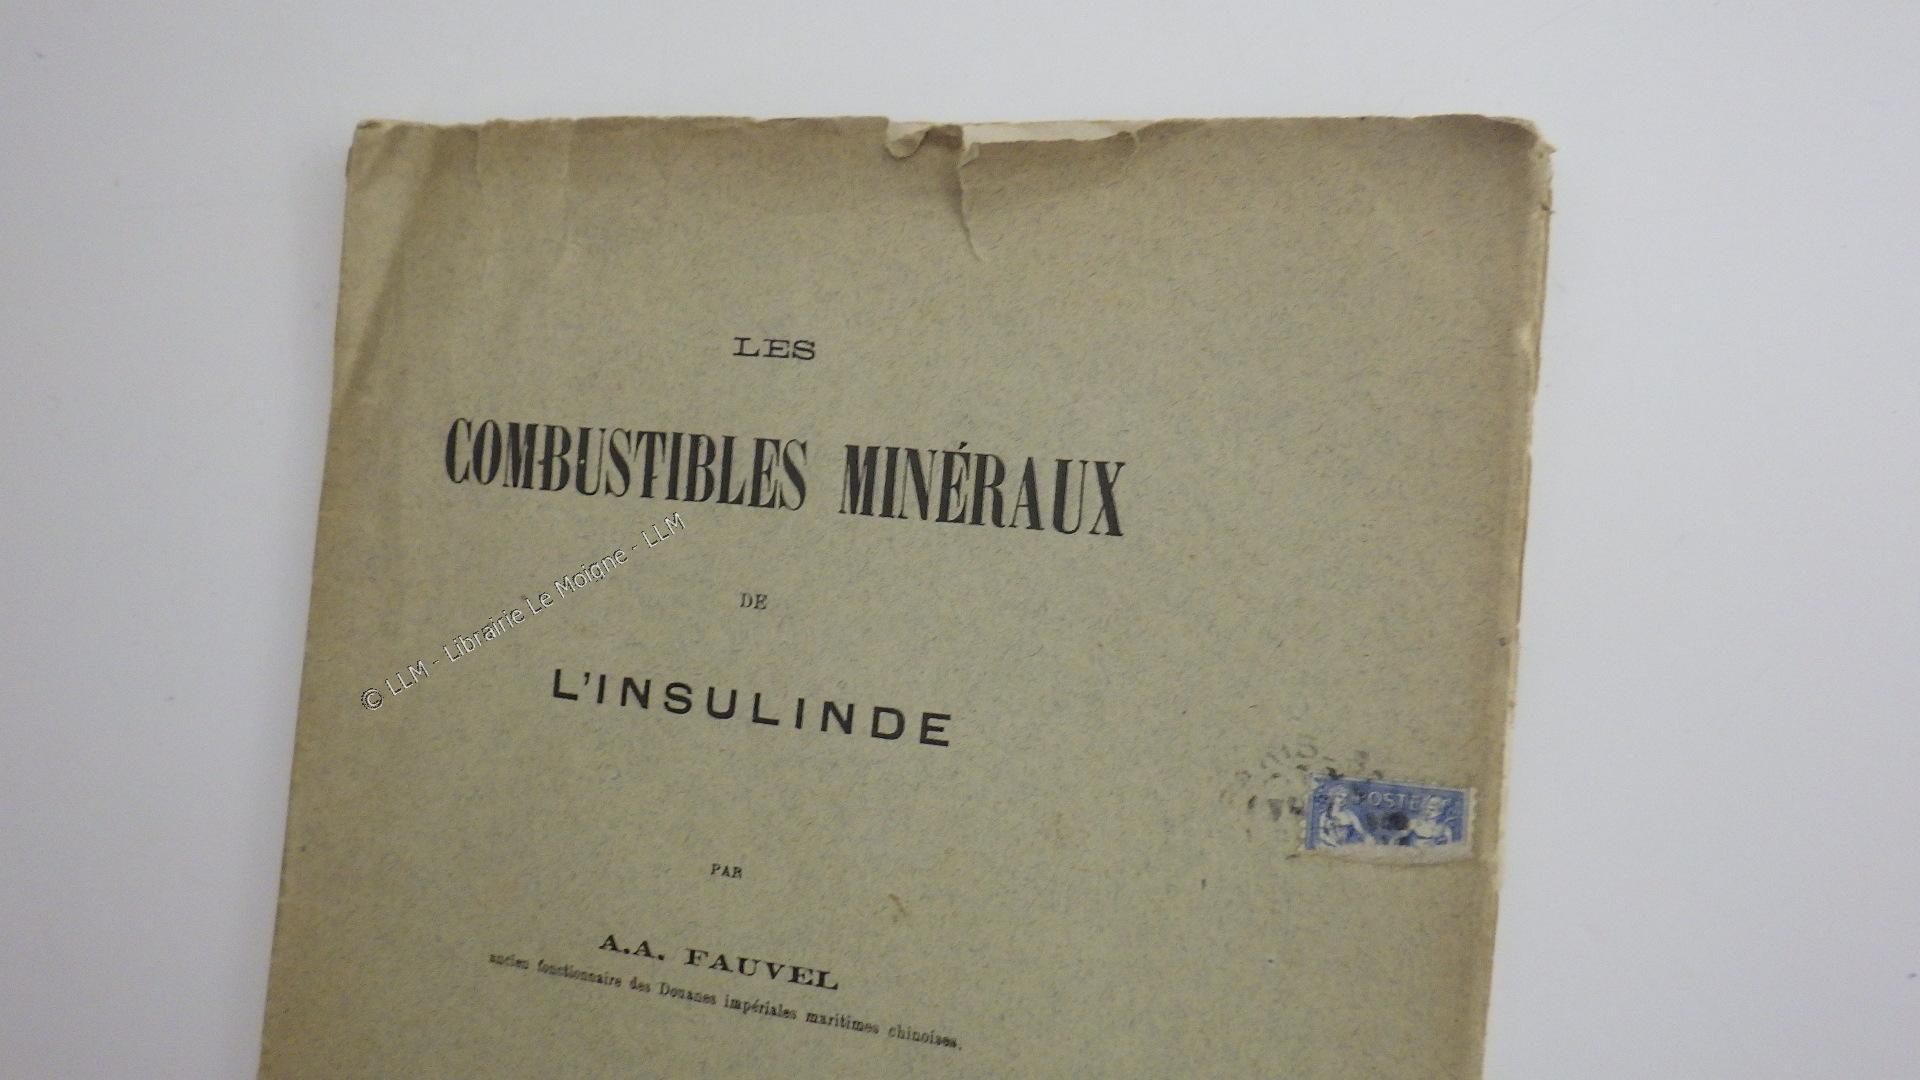 LES
COMBUSTIBLES MINÉRAUX
DE
L'INSULINDE
PAR
A.A. FAUVEL
ancien fonctionnaire des Douanes impériales maritimes chinoises.
POSTE
© LLM - Librairie Le Moigne - LLM